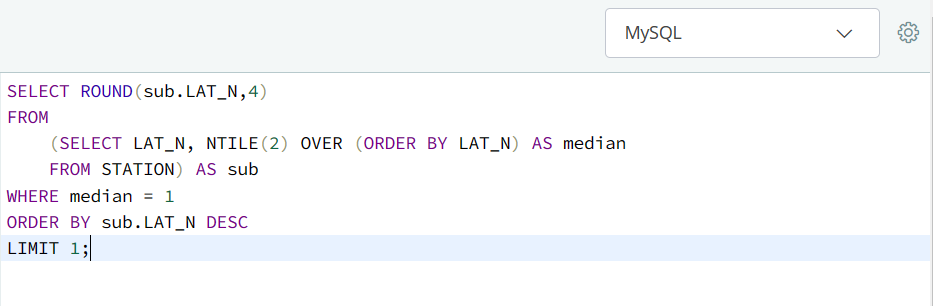 MySQL
SELECT ROUND(sub.LAT_N,4)
FROM
    (SELECT LAT_N, NTILE(2) OVER (ORDER BY LAT_N) AS median
    FROM STATION) AS sub
WHERE median = 1
ORDER BY sub.LAT_N DESC
LIMIT 1;